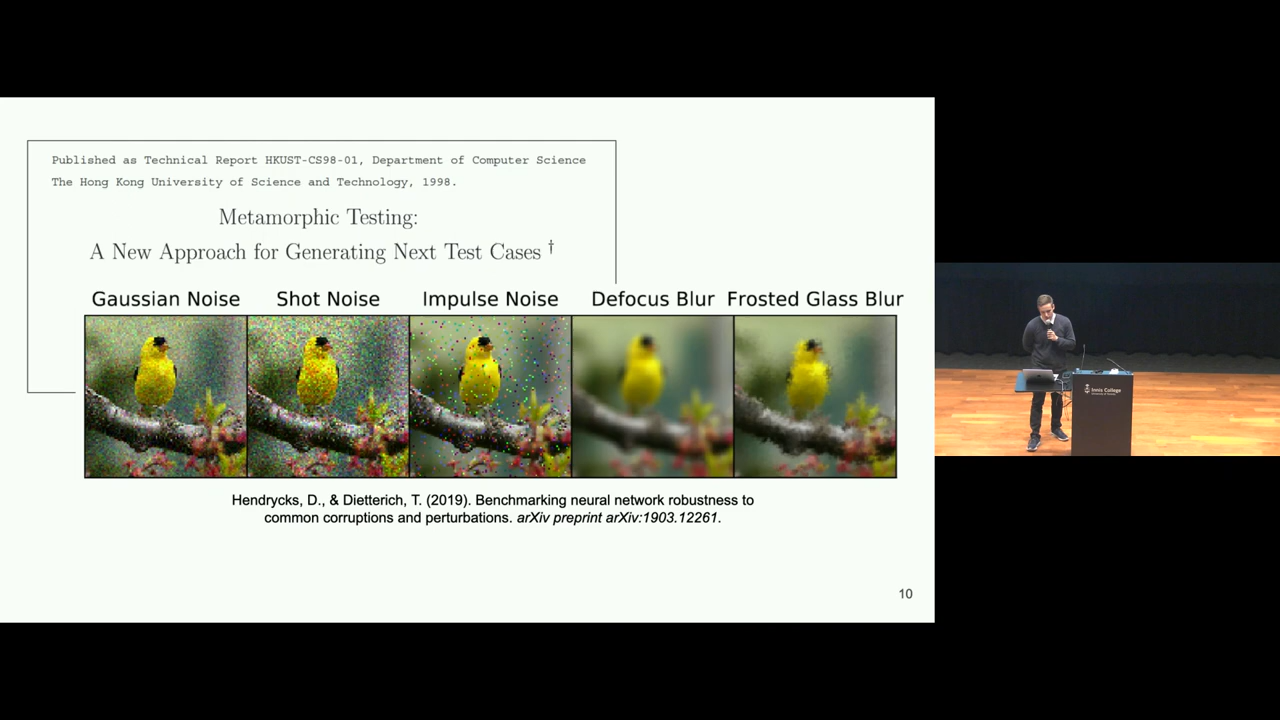 Published as Technical Report HKUST-CS98-01, Department of Computer Science
The Hong Kong University of Science and Technology, 1998.
Metamorphic Testing:
A New Approach for Generating Next Test Cases †
Gaussian Noise Shot Noise Impulse Noise Defocus Blur Frosted Glass Blur
Hendrycks, D., & Dietterich, T. (2019). Benchmarking neural network robustness to
common corruptions and perturbations. arXiv preprint arXiv:1903.12261.
10
Innis College